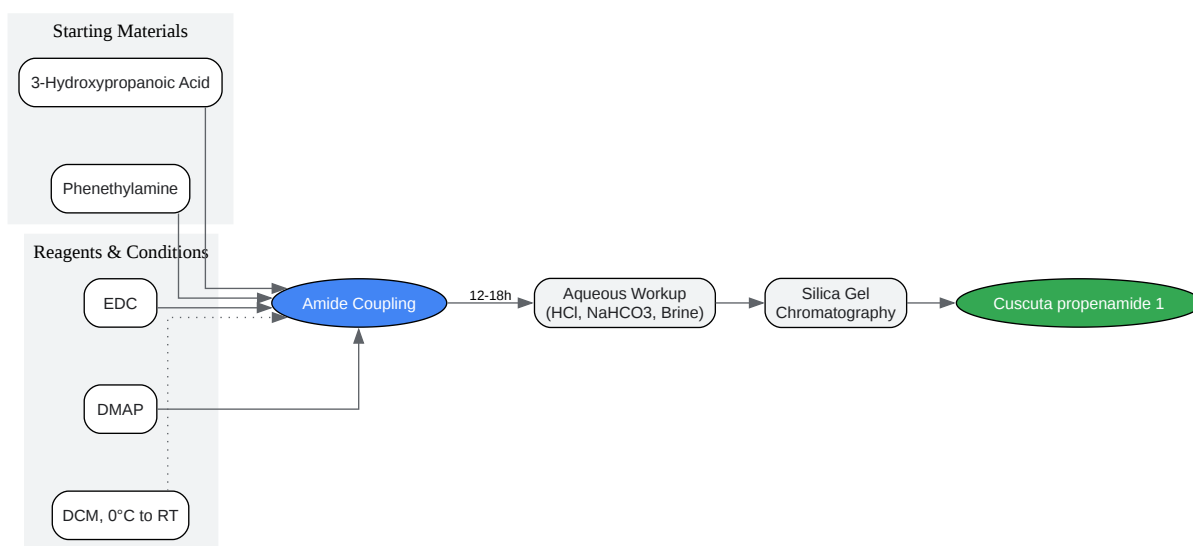 Starting Materials
3-Hydroxypropanoic Acid
Phenethylamine
Reagents & Conditions
EDC
DMAP
DCM, 0°C to RT
Amide Coupling
12-18h
Aqueous Workup
(HCl, NaHCO3, Brine)
Silica Gel
Chromatography
Cuscuta propenamide 1